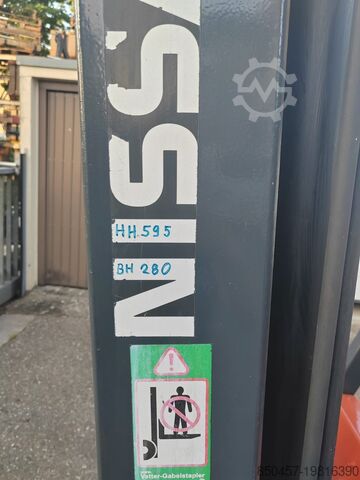 NISSA
HH 595
BH 280
Vetter-Gabelstapler
850457-19816390